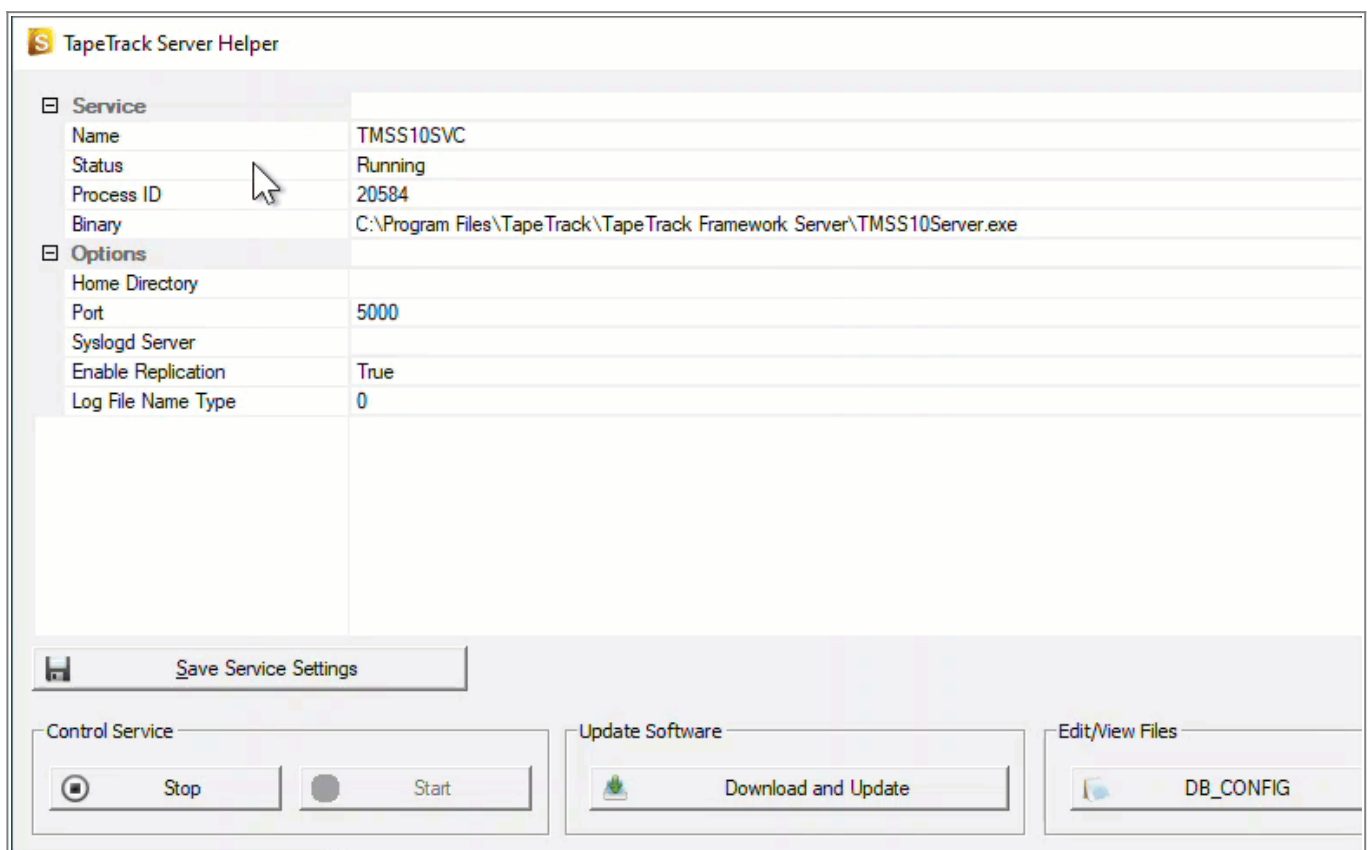 TapeTrack Server Helper
Service
Name TMSS10SVC
Status Running
Process ID 20584
Binary C:\Program Files\TapeTrack\TapeTrack Framework Server\TMSS10Server.exe
Options
Home Directory
Port 5000
Syslogd Server
Enable Replication True
Log File Name Type 0
Save Service Settings
Control Service Update Software Edit/View Files
Stop Start Download and Update DB_CONFIG